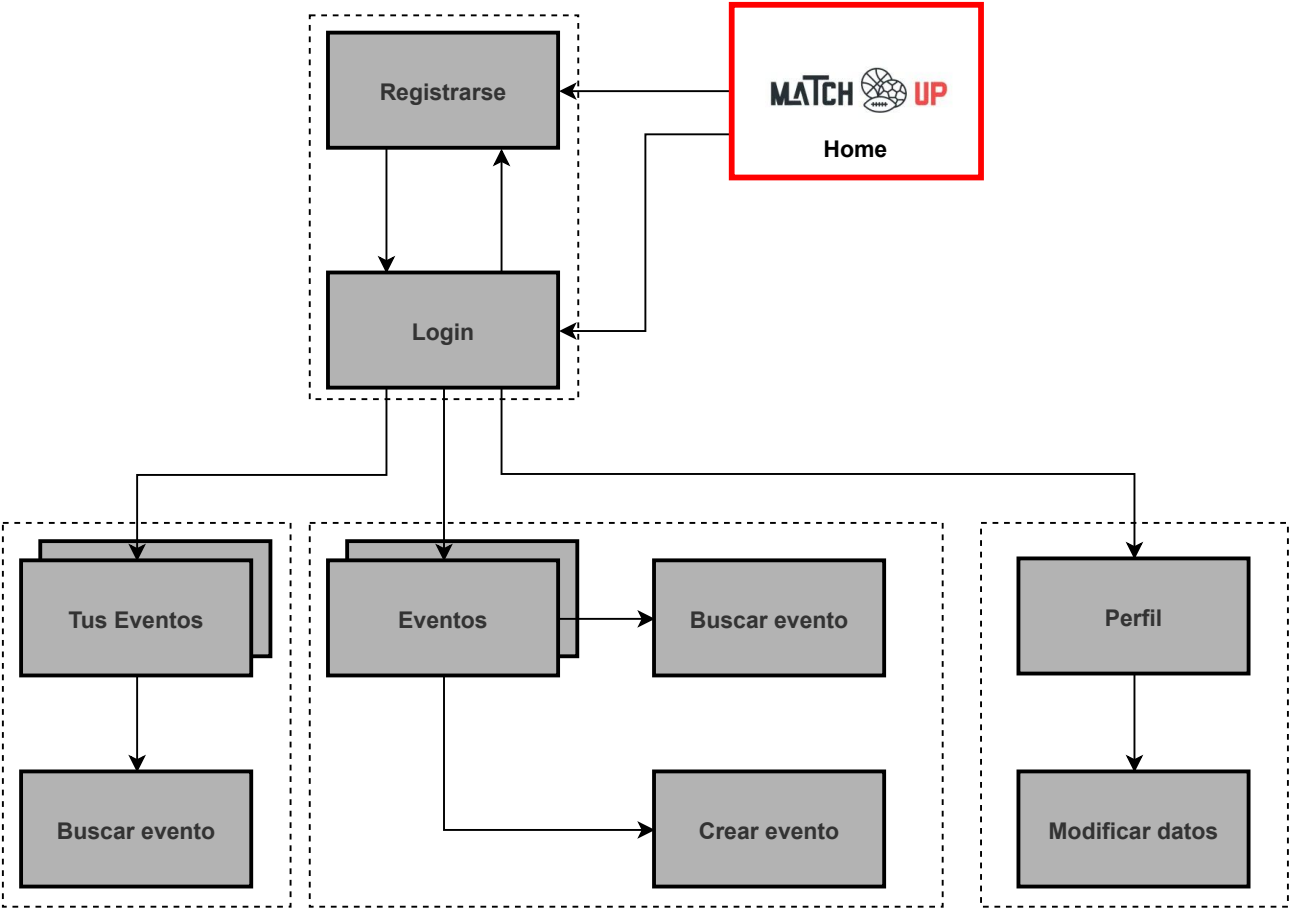 Registrarse
MATCH UP
Home
Login
Tus Eventos
Eventos
Buscar evento
Perfil
Buscar evento
Crear evento
Modificar datos